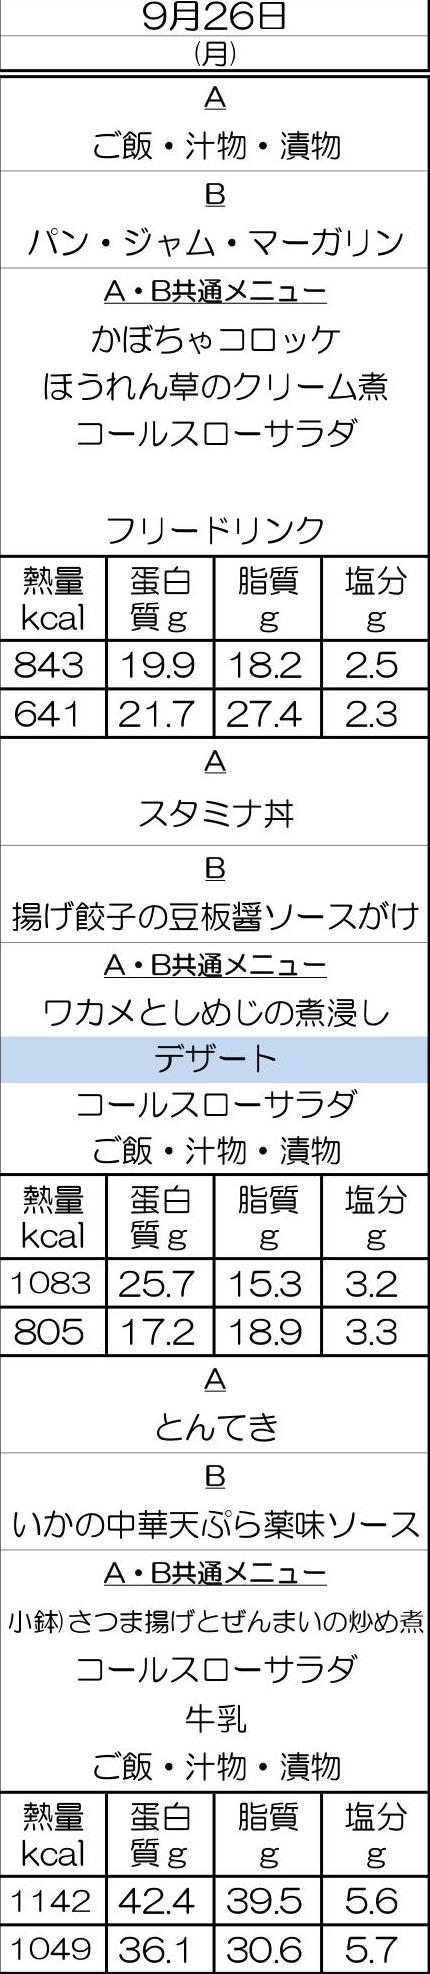 9月26日
(月)
A
ご飯・汁物・漬物
B
パン・ジャム・マーガリン
A・B共通メニュー
かぼちゃコロッケ
ほうれん草のクリーム煮
コールスローサラダ
フリードリンク
熱量 蛋白 脂質 塩分
kcal 質g g g
843 19.9 18.2 2.5
641 21.7 27.4 2.3
A
スタミナ丼
B
揚げ餃子の豆板醤ソースがけ
A・B共通メニュー
ワカメとしめじの煮浸し
デザート
コールスローサラダ
ご飯・汁物・漬物
熱量 蛋白 脂質 塩分
kcal 質g g g
1083 25.7 15.3 3.2
805 17.2 18.9 3.3
A
とんてき
B
いかの中華天ぷら薬味ソース
A・B共通メニュー
小鉢)さつま揚げとぜんまいの炒め煮
コールスローサラダ
牛乳
ご飯・汁物・漬物
熱量 蛋白 脂質 塩分
kcal 質g g g
1142 42.4 39.5 5.6
1049 36.1 30.6 5.7